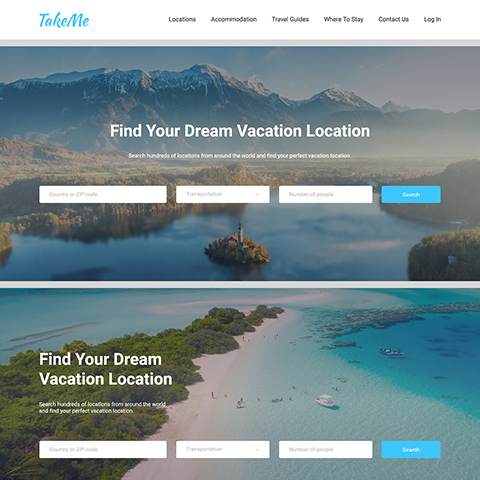 TakeMe
Locations Accommodation Travel Guides Where To Stay Contact Us Log In
Find Your Dream Vacation Location
Search hundreds of locations from around the world and find your perfect vacation location.
Country or ZIP code Transportation Number of people Search
Find Your Dream
Vacation Location
Search hundreds of locations from around the world
and find your perfect vacation location.
Country or ZIP code Transportation Number of people Search